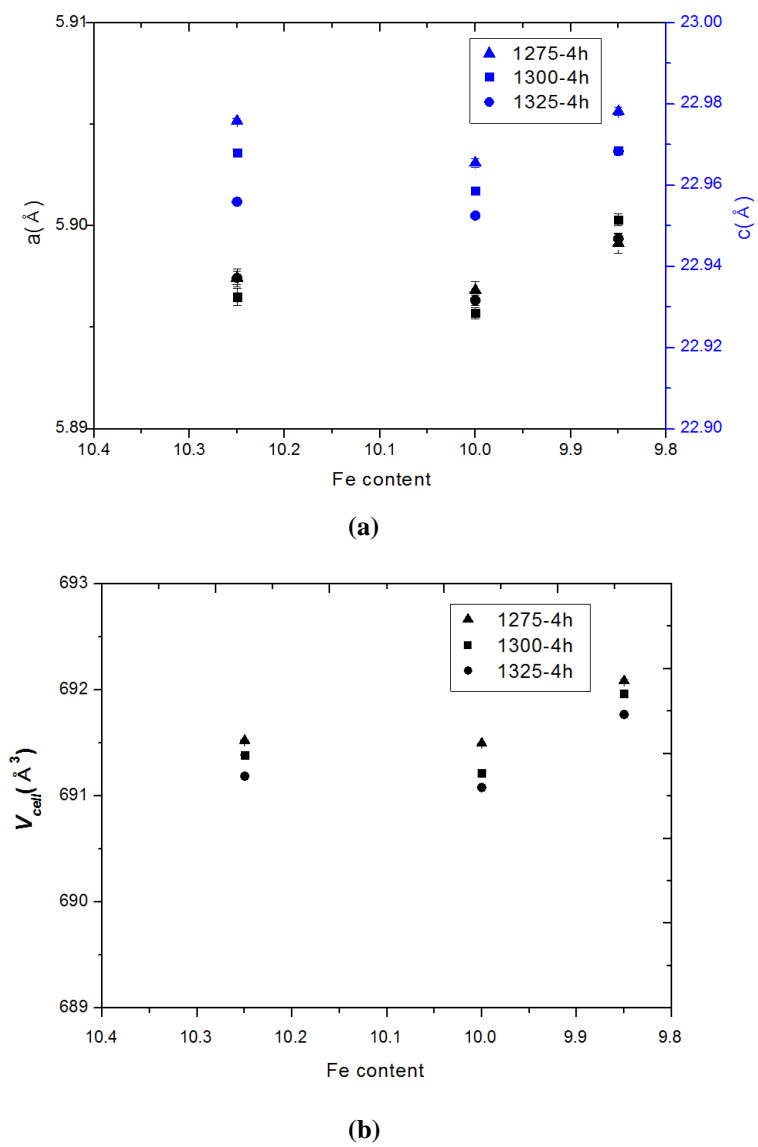 5.91
23.00
1275-4h
1300-4h
1325-4h
22.98
22.96
5.90
a(Å)
c(Å)
22.94
22.92
5.89
22.90
10.4 10.3 10.2 10.1 10.0 9.9 9.8
Fe content
(a)
693
1275-4h
1300-4h
1325-4h
692
V_cell(Å³)
691
690
689
10.4 10.3 10.2 10.1 10.0 9.9 9.8
Fe content
(b)